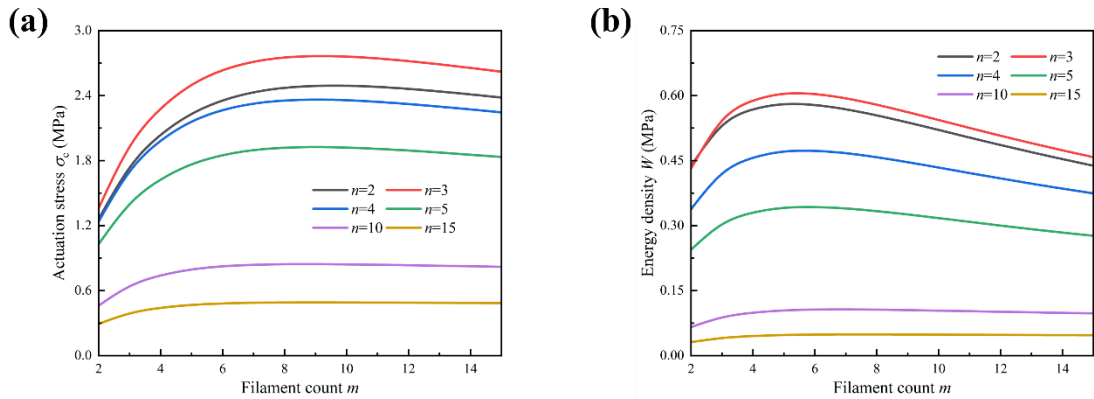 (a)
3.0
2.4
1.8
1.2
0.6
0.0
Actuation stress σc (MPa)
n=2 n=3
n=4 n=5
n=10 n=15
2 4 6 8 10 12 14
Filament count m
(b)
0.75
0.60
0.45
0.30
0.15
0.00
Energy density W (MPa)
n=2 n=3
n=4 n=5
n=10 n=15
2 4 6 8 10 12 14
Filament count m